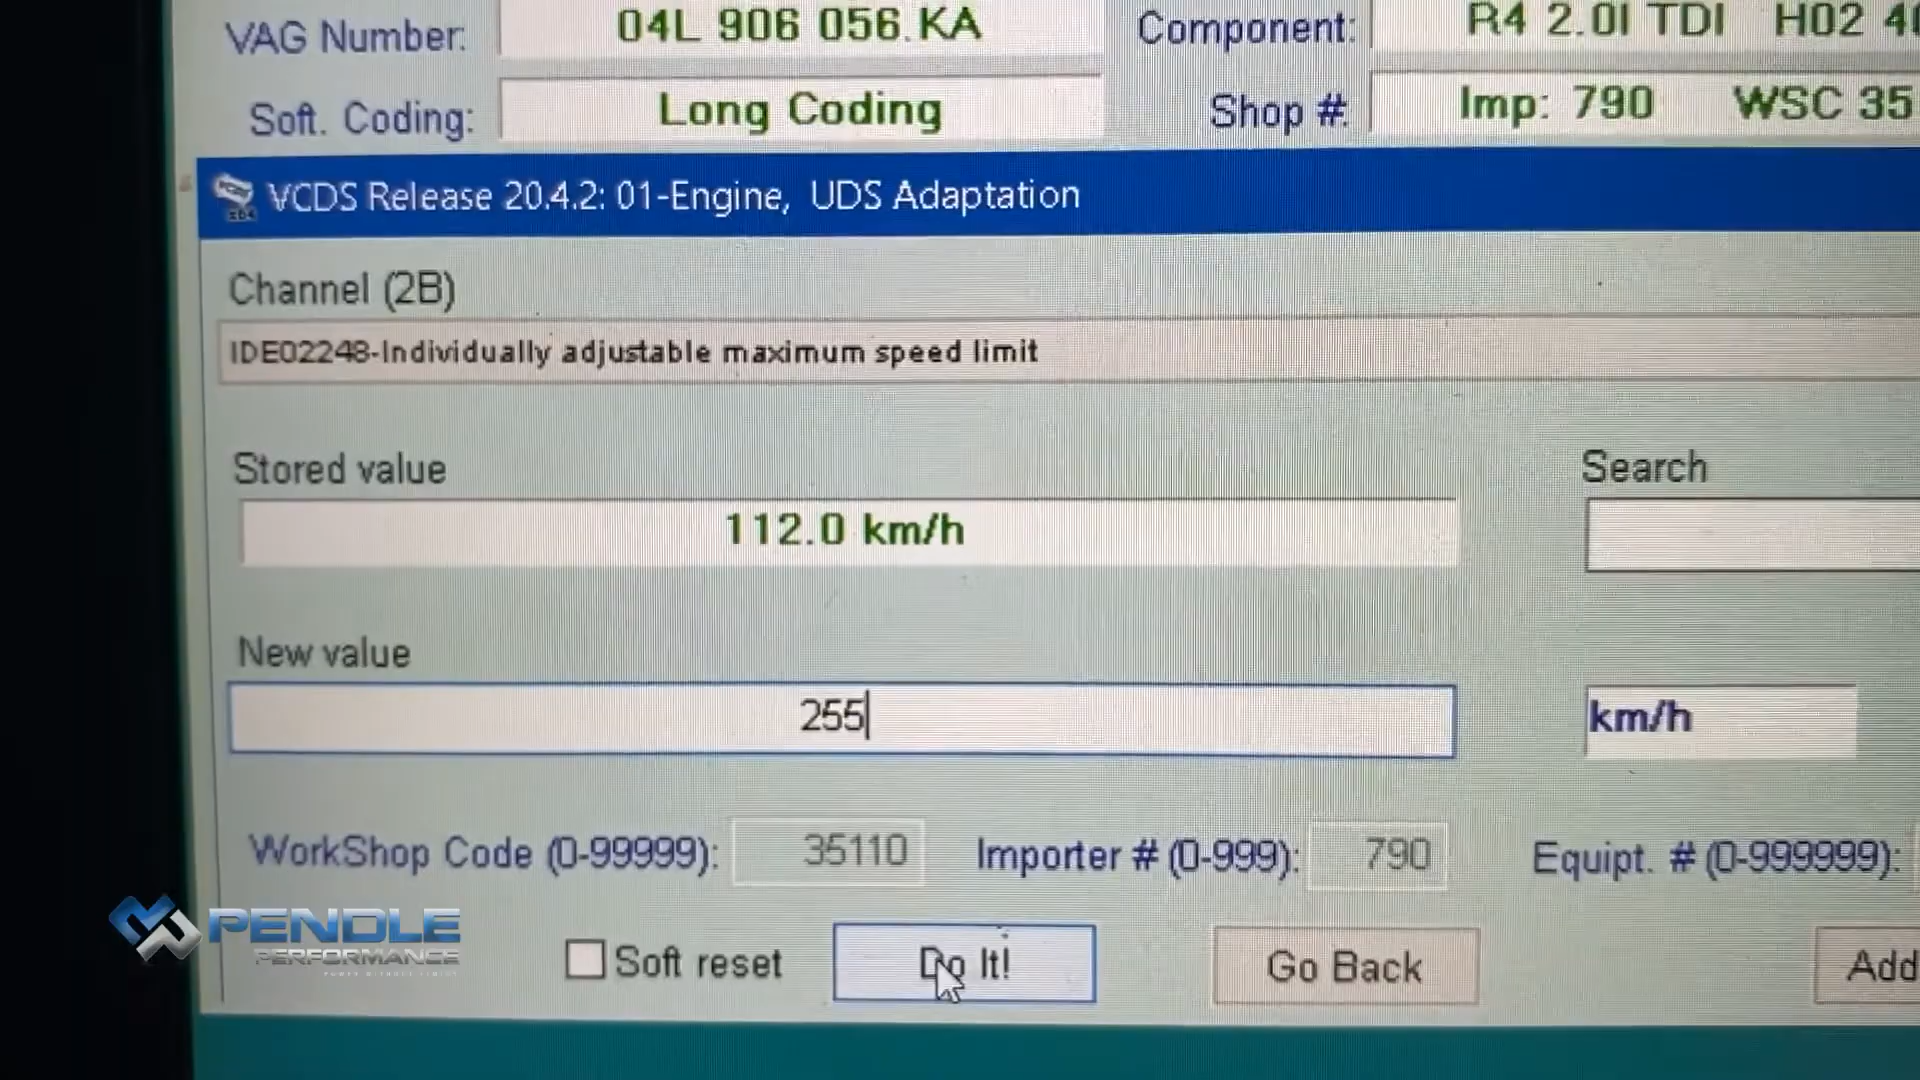 VAG Number: 04L 906 056 KA Component: R4 2.0l TDI H02
Soft. Coding: Long Coding Shop #: Imp: 790 WSC 35
VCDS Release 20.4.2: 01-Engine, UDS Adaptation
Channel (2B)
IDE02248-Individually adjustable maximum speed limit
Stored value Search
112.0 km/h
New value
255 km/h
WorkShop Code (0-99999): 35110 Importer # (0-999): 790 Equipt. # (0-999999):
PENDLE
PERFORMANCE
Soft reset Do It! Go Back Add